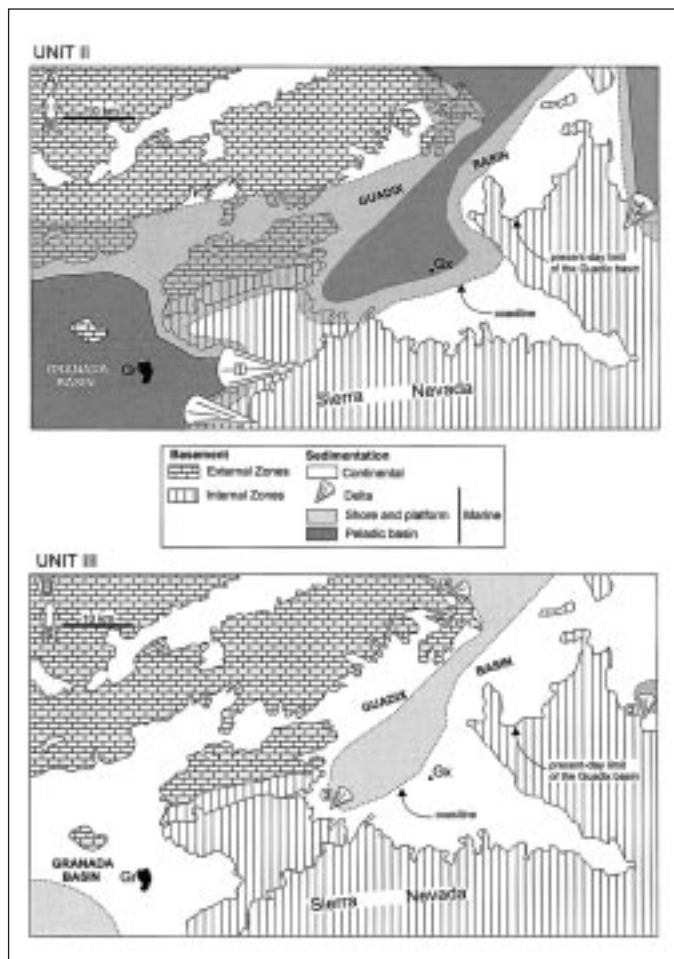 UNIT II
GUADIX
BASIN
Gx
present-day limit
of the Guadix basin
coastline
GRANADA
BASIN
Gr
Sierra Nevada
Basement
External Zones
Internal Zones
Sedimentation
Continental
Delta
Shore and platform
Marine
UNIT III
10 km
GUADIX
BASIN
Gx
present-day limit
of the Guadix basin
coastline
GRANADA
BASIN
Gr
Sierra Nevada